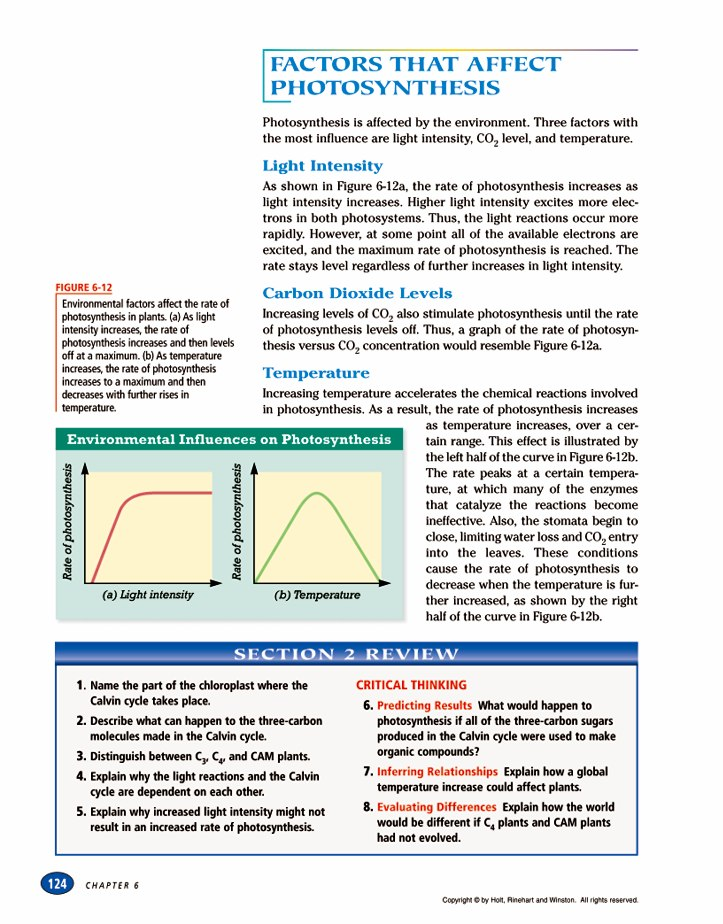 FACTORS THAT AFFECT
PHOTOSYNTHESIS
Photosynthesis is affected by the environment. Three factors with
the most influence are light intensity, CO₂ level, and temperature.
Light Intensity
As shown in Figure 6-12a, the rate of photosynthesis increases as
light intensity increases. Higher light intensity excites more elec-
trons in both photosystems. Thus, the light reactions occur more
rapidly. However, at some point all of the available electrons are
excited, and the maximum rate of photosynthesis is reached. The
rate stays level regardless of further increases in light intensity.
Carbon Dioxide Levels
Increasing levels of CO₂ also stimulate photosynthesis until the rate
of photosynthesis levels off. Thus, a graph of the rate of photosyn-
thesis versus CO₂ concentration would resemble Figure 6-12a.
Temperature
Increasing temperature accelerates the chemical reactions involved
in photosynthesis. As a result, the rate of photosynthesis increases
as temperature increases, over a cer-
tain range. This effect is illustrated by
the left half of the curve in Figure 6-12b.
The rate peaks at a certain tempera-
ture, at which many of the enzymes
that catalyze the reactions become
ineffective. Also, the stomata begin to
close, limiting water loss and CO₂ entry
into the leaves. These conditions
cause the rate of photosynthesis to
decrease when the temperature is fur-
ther increased, as shown by the right
half of the curve in Figure 6-12b.
FIGURE 6-12
Environmental factors affect the rate of
photosynthesis in plants. (a) As light
intensity increases, the rate of
photosynthesis increases and then levels
off at a maximum. (b) As temperature
increases, the rate of photosynthesis
increases to a maximum and then
decreases with further rises in
temperature.
Environmental Influences on Photosynthesis
Rate of photosynthesis
(a) Light intensity
Rate of photosynthesis
(b) Temperature
SECTION 2 REVIEW
1. Name the part of the chloroplast where the
Calvin cycle takes place.
2. Describe what can happen to the three-carbon
molecules made in the Calvin cycle.
3. Distinguish between C₃, C₄, and CAM plants.
4. Explain why the light reactions and the Calvin
cycle are dependent on each other.
5. Explain why increased light intensity might not
result in an increased rate of photosynthesis.
CRITICAL THINKING
6. Predicting Results What would happen to
photosynthesis if all of the three-carbon sugars
produced in the Calvin cycle were used to make
organic compounds?
7. Inferring Relationships Explain how a global
temperature increase could affect plants.
8. Evaluating Differences Explain how the world
would be different if C₄ plants and CAM plants
had not evolved.
124 CHAPTER 6
Copyright © by Holt, Rinehart and Winston. All rights reserved.